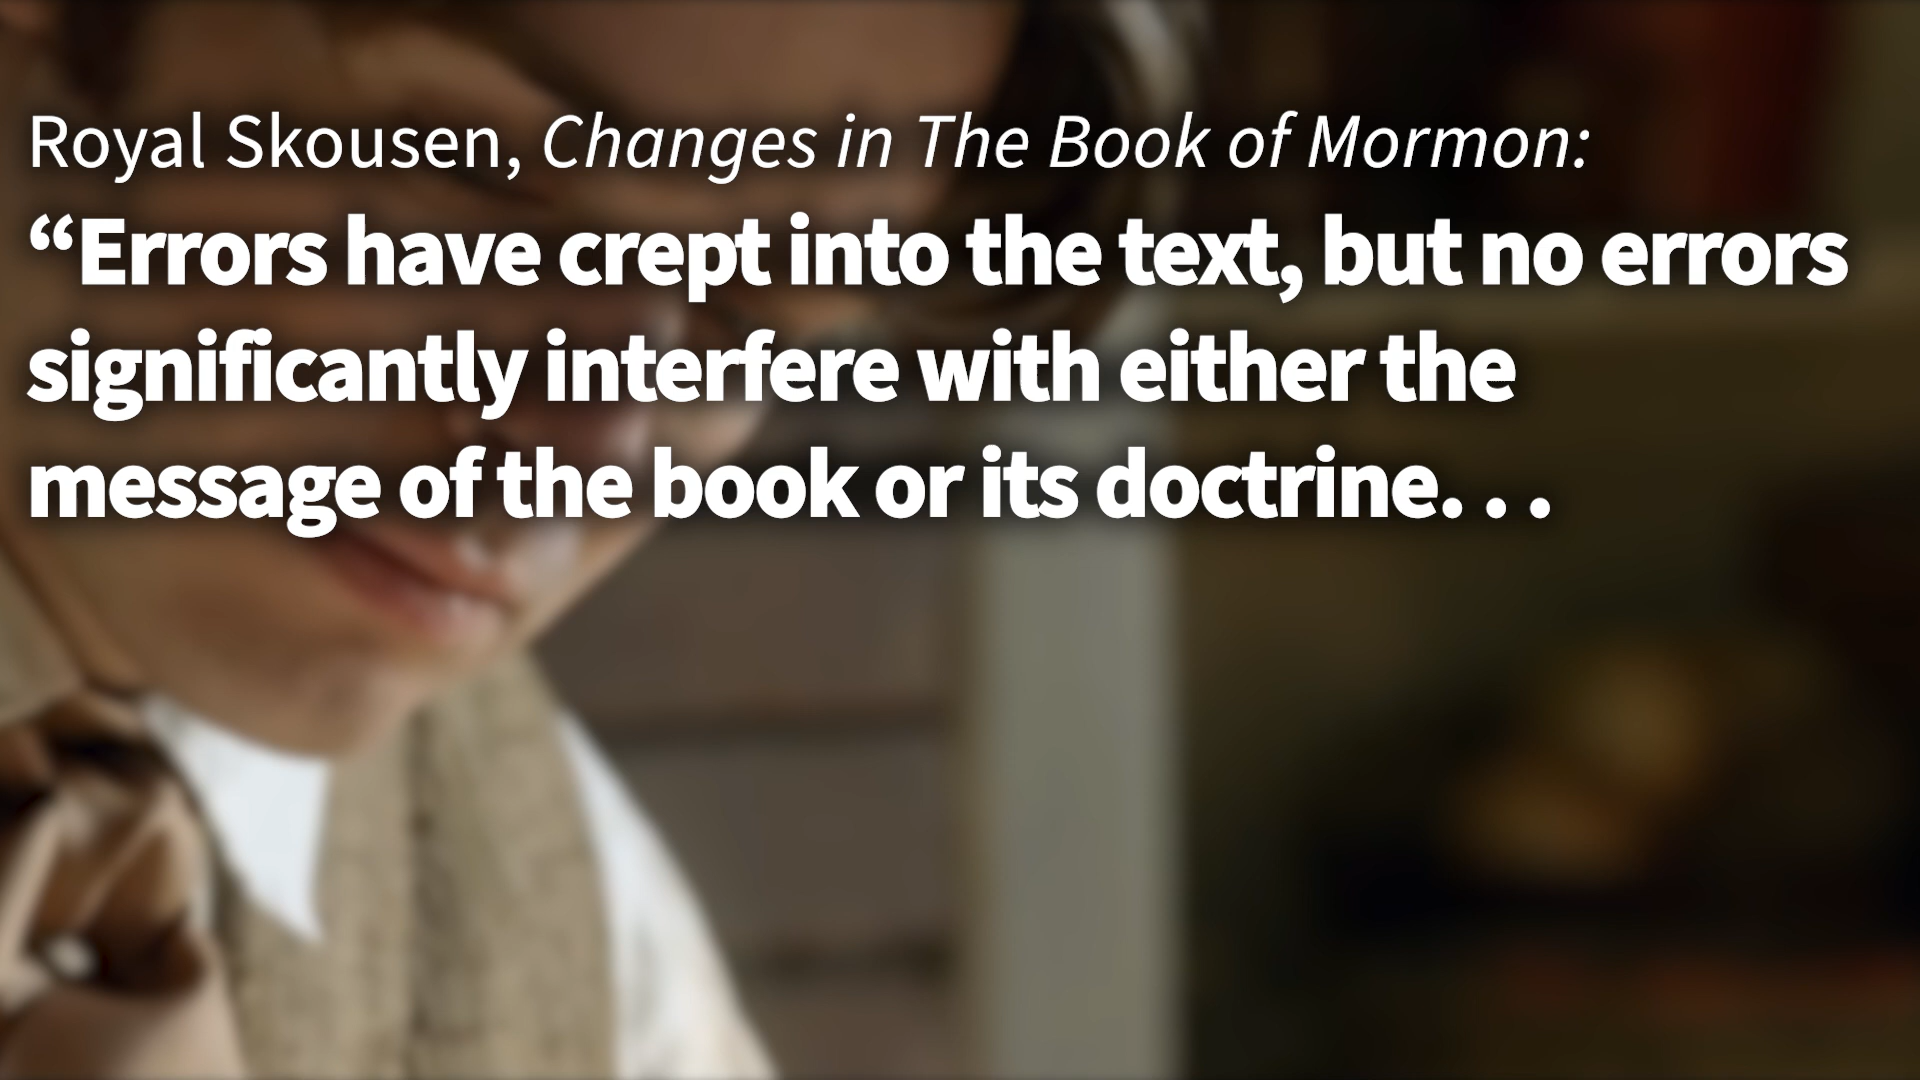 Royal Skousen, Changes in The Book of Mormon:
“Errors have crept into the text, but no errors
significantly interfere with either the
message of the book or its doctrine. . .